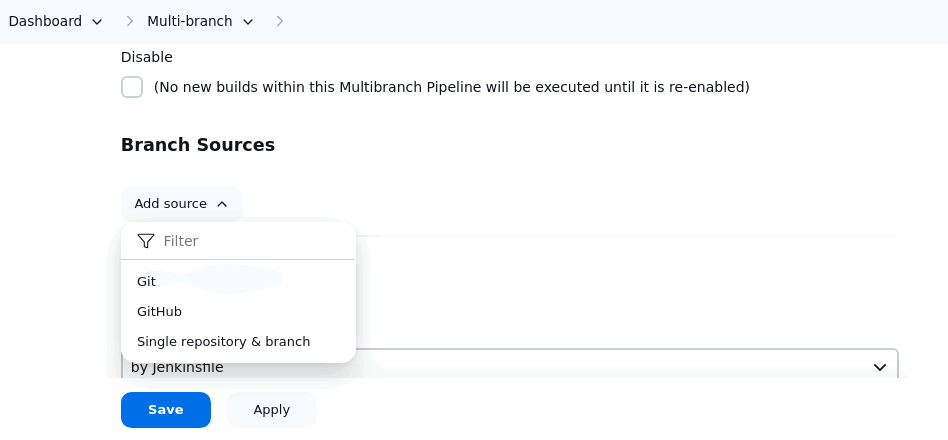 Dashboard
Multi-branch
Disable
(No new builds within this Multibranch Pipeline will be executed until it is re-enabled)
Branch Sources
Add source
Filter
Git
GitHub
Single repository & branch
by Jenkinsfile
Save
Apply